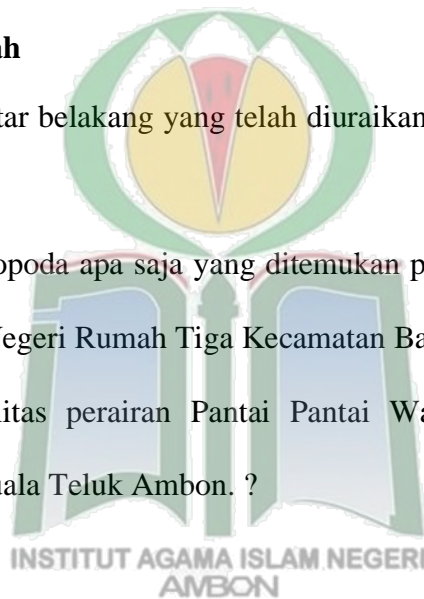 ah
tar belakang yang telah diuraikan
opoda apa saja yang ditemukan p
Negeri Rumah Tiga Kecamatan Ba
litas perairan Pantai Pantai Wa
uala Teluk Ambon. ?
INSTITUT AGAMA ISLAM NEGERI
AMBON